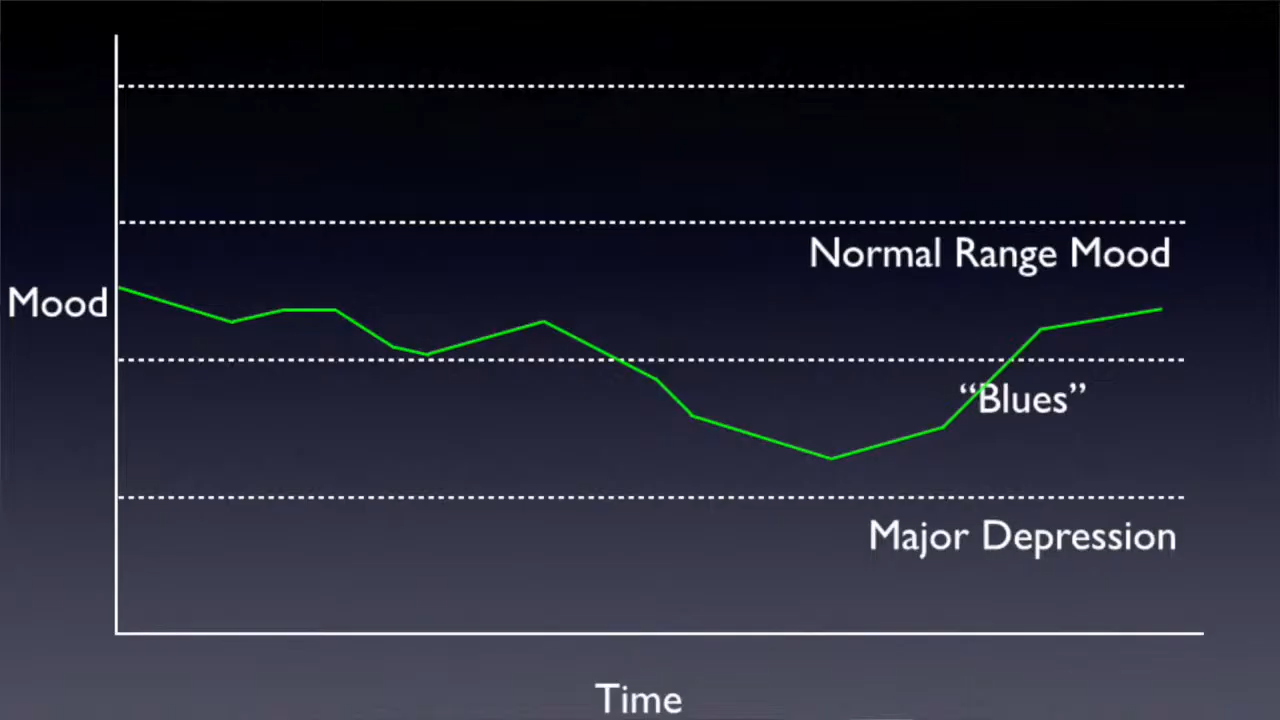 Normal Range Mood
Mood
“Blues”
Major Depression
Time